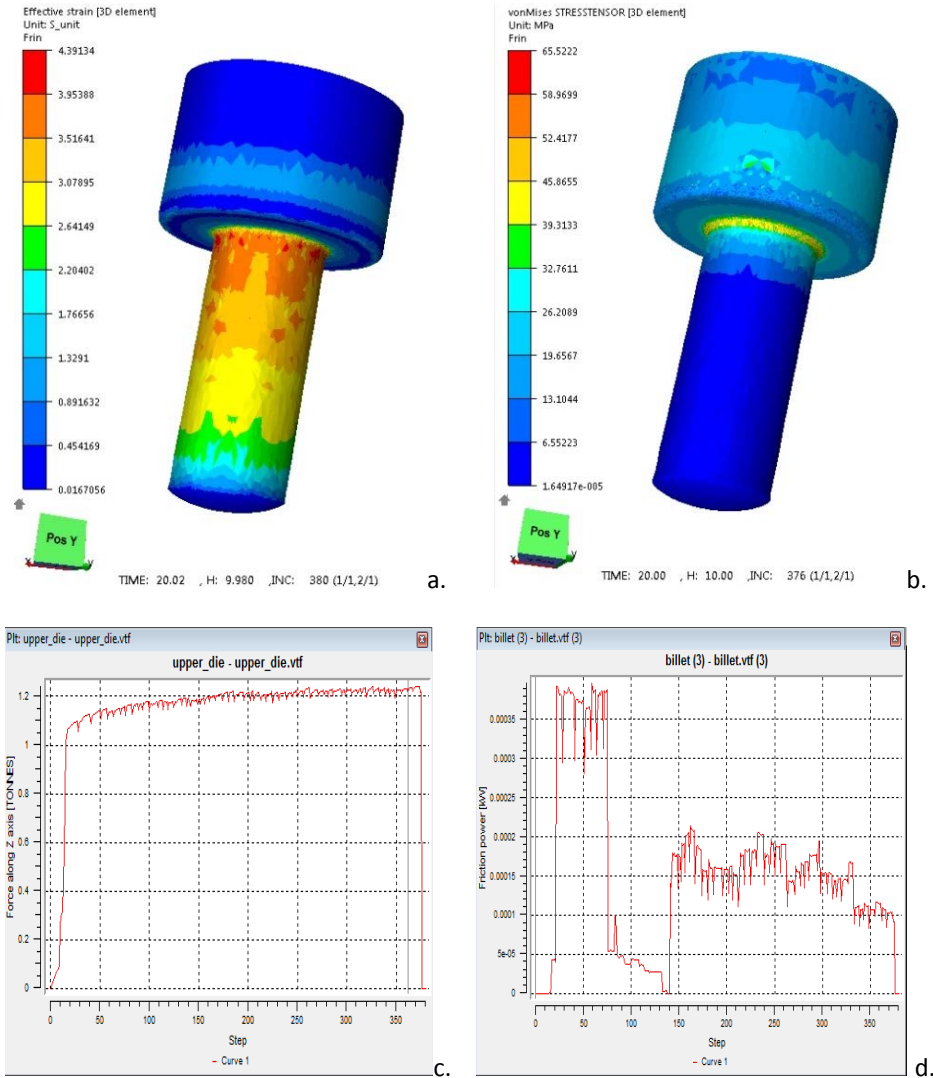 Effective strain [3D element]
Unit: S_unit
Frin
4.39134
3.95388
3.51641
3.07895
2.64149
2.20402
1.76656
1.3291
0.891632
0.454169
0.0167056
Pos Y
x
y
TIME: 20.02 , H: 9.980 ,INC: 380 (1/1,2/1)
a.
vonMises STRESSTENSOR [3D element]
Unit: MPa
Frin
65.5222
58.9699
52.4177
45.8655
39.3133
32.7611
26.2089
19.6567
13.1044
6.55223
1.64917e-005
Pos Y
x
y
TIME: 20.00 , H: 10.00 ,INC: 376 (1/1,2/1)
b.
Plt: upper_die - upper_die.vtf
upper_die - upper_die.vtf
Force along Z axis [TONNES]
1.2
1
0.8
0.6
0.4
0.2
0
0 50 100 150 200 250 300 350
Step
Curve 1
c.
Plt: billet (3) - billet.vtf (3)
billet (3) - billet.vtf (3)
Friction power [kW]
0.00035
0.0003
0.00025
0.0002
0.00015
0.0001
5e-05
0
0 50 100 150 200 250 300 350
Step
Curve 1
d.